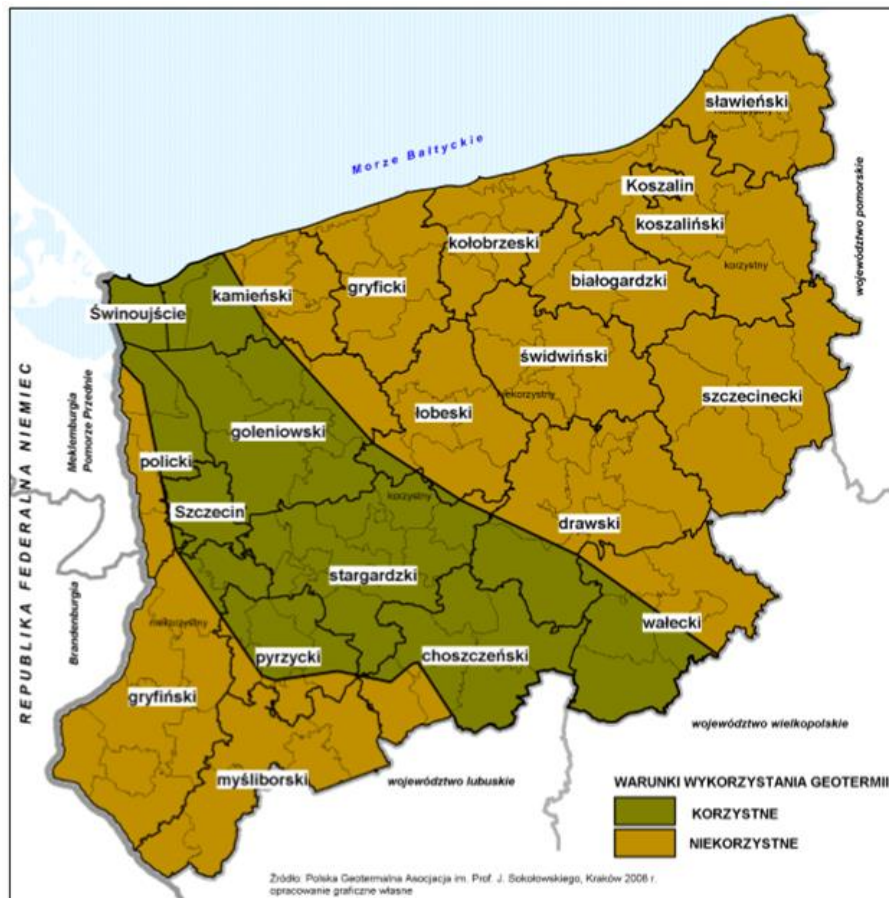 sławieński
niekorzystny
Morze Bałtyckie
Koszalin
koszaliński
województwo pomorskie
kołobrzeski
korzystny
białogardzki
kamieński
gryficki
Świnoujście
świdwiński
niekorzystny
szczecinecki
łobeski
REPUBLIKA FEDERALNA NIEMIEC
Meklemburgia
Pomorze Przednie
goleniowski
policki
korzystny
Szczecin
drawski
stargardzki
Brandenburgia
niekorzystny
wałecki
pyrzycki
choszczeński
gryfiński
województwo wielkopolskie
myśliborski
województwo lubuskie
WARUNKI WYKORZYSTANIA GEOTERMII
KORZYSTNE
NIEKORZYSTNE
Źródło: Polska Geotermalna Asocjacja im. Prof. J. Sokołowskiego, Kraków 2008 r.
opracowanie graficzne własne